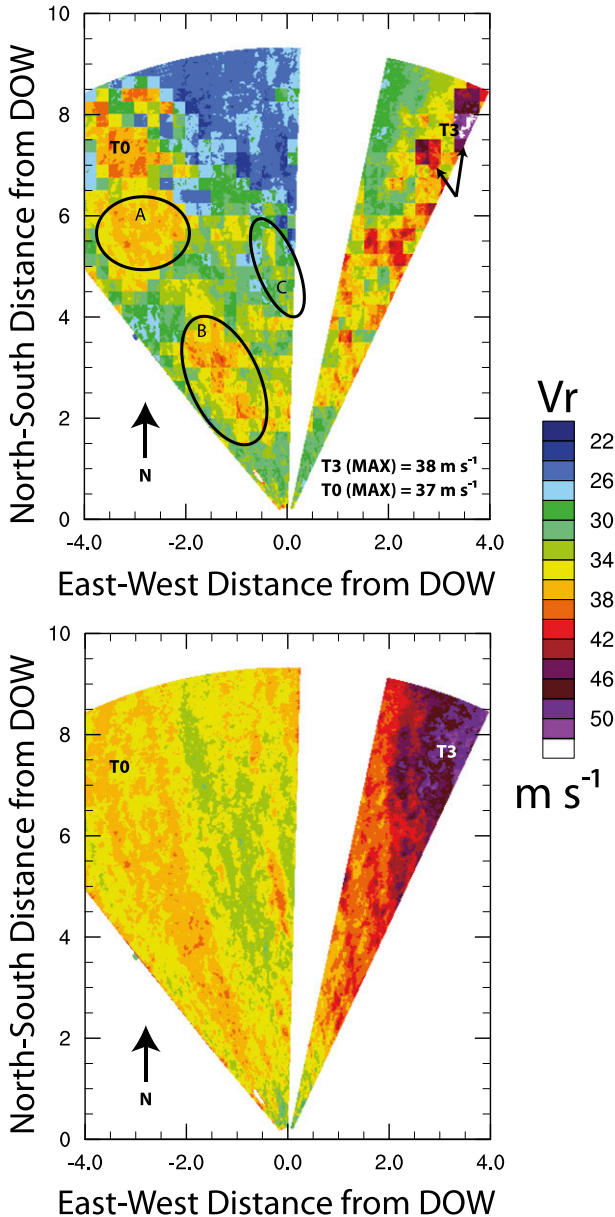 10
8
6
4
2
0
North-South Distance from DOW
T0
A
B
C
T3
N
T3 (MAX) = 38 m s⁻¹
T0 (MAX) = 37 m s⁻¹
-4.0 -2.0 0.0 2.0 4.0
East-West Distance from DOW
Vr
22
26
30
34
38
42
46
50
m s⁻¹
10
8
6
4
2
0
North-South Distance from DOW
T0
T3
N
-4.0 -2.0 0.0 2.0 4.0
East-West Distance from DOW